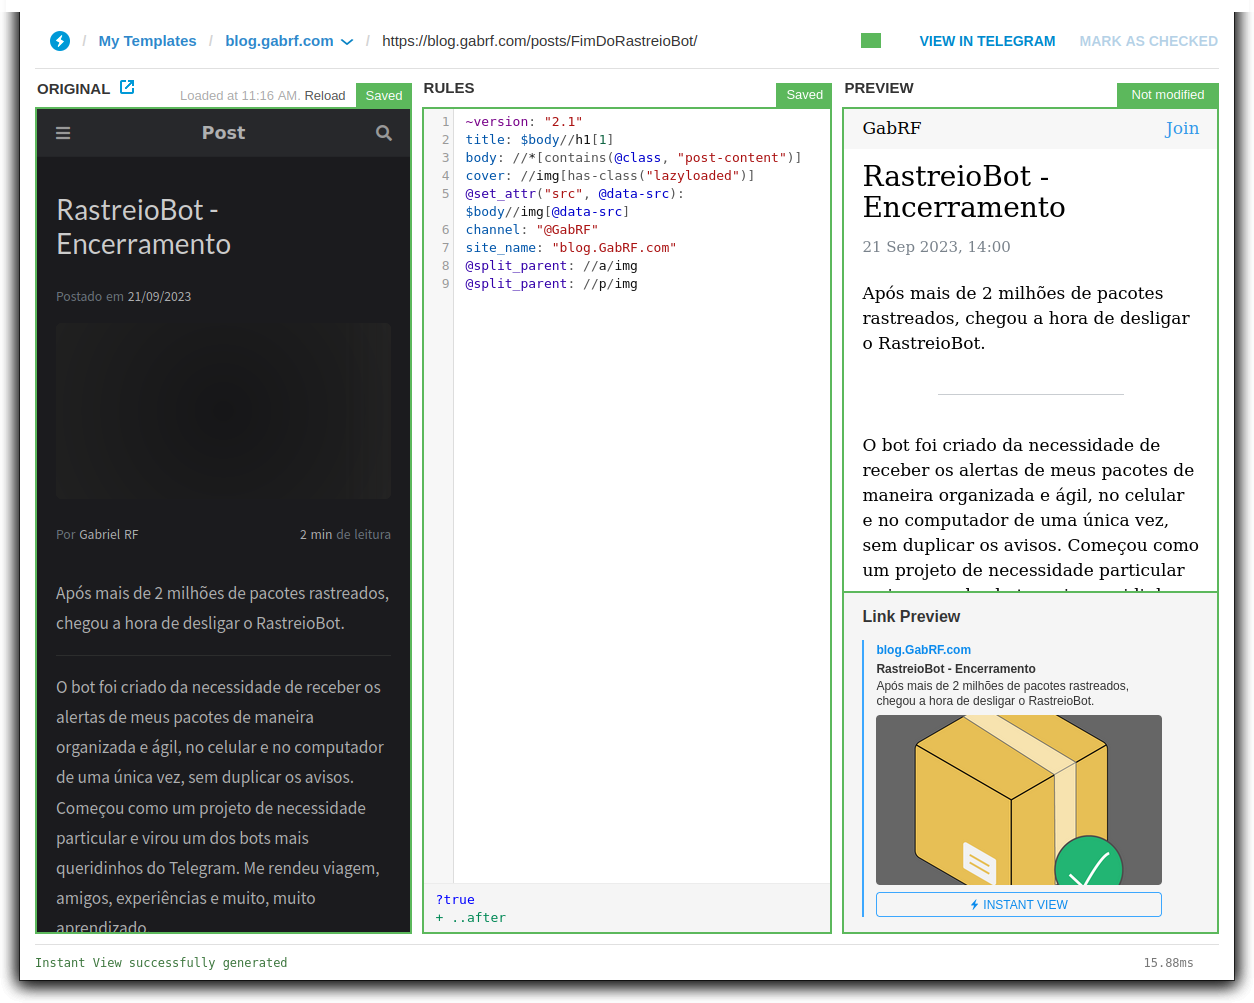 / My Templates / blog.gabrf.com / https://blog.gabrf.com/posts/FimDoRastreioBot/
VIEW IN TELEGRAM MARK AS CHECKED
ORIGINAL Loaded at 11:16 AM. Reload Saved
Post
RastreioBot -
Encerramento
Postado em 21/09/2023
Por Gabriel RF 2 min de leitura
Após mais de 2 milhões de pacotes rastreados,
chegou a hora de desligar o RastreioBot.
O bot foi criado da necessidade de receber os
alertas de meus pacotes de maneira
organizada e ágil, no celular e no computador
de uma única vez, sem duplicar os avisos.
Começou como um projeto de necessidade
particular e virou um dos bots mais
queridinhos do Telegram. Me rendeu viagem,
amigos, experiências e muito, muito
aprendizado.
RULES Saved
1 ~version: "2.1"
2 title: $body//h1[1]
3 body: //*[contains(@class, "post-content")]
4 cover: //img[has-class("lazyloaded")]
5 @set_attr("src", @data-src):
$body//img[@data-src]
6 channel: "@GabRF"
7 site_name: "blog.GabRF.com"
8 @split_parent: //a/img
9 @split_parent: //p/img
?true
+ ..after
PREVIEW Not modified
GabRF Join
RastreioBot -
Encerramento
21 Sep 2023, 14:00
Após mais de 2 milhões de pacotes
rastreados, chegou a hora de desligar
o RastreioBot.
O bot foi criado da necessidade de
receber os alertas de meus pacotes de
maneira organizada e ágil, no celular
e no computador de uma única vez,
sem duplicar os avisos. Começou como
um projeto de necessidade particular
Link Preview
blog.GabRF.com
RastreioBot - Encerramento
Após mais de 2 milhões de pacotes rastreados,
chegou a hora de desligar o RastreioBot.
INSTANT VIEW
Instant View successfully generated 15.88ms